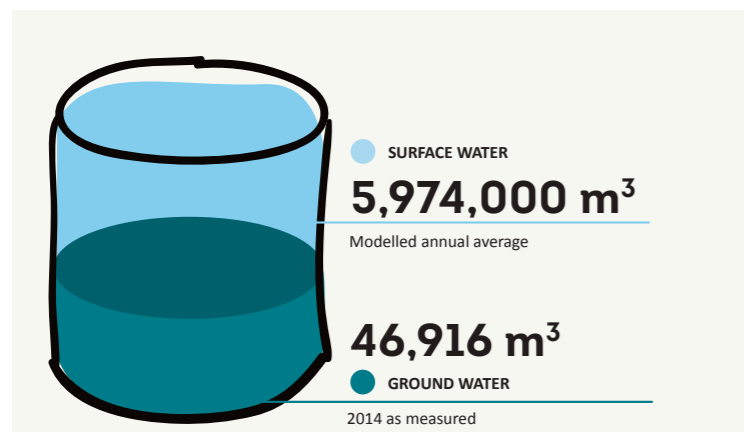 SURFACE WATER
5,974,000 m³
Modelled annual average
46,916 m³
GROUND WATER
2014 as measured